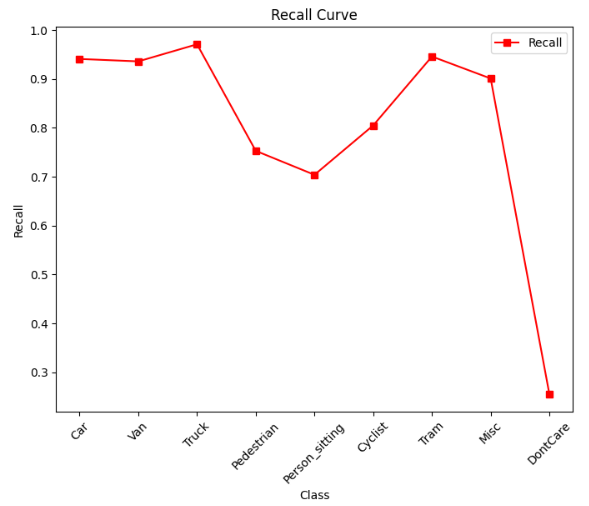 Recall Curve
Recall
1.0
0.9
0.8
0.7
0.6
0.5
0.4
0.3
Recall
Car
Van
Truck
Pedestrian
Person_sitting
Cyclist
Tram
Misc
DontCare
Class